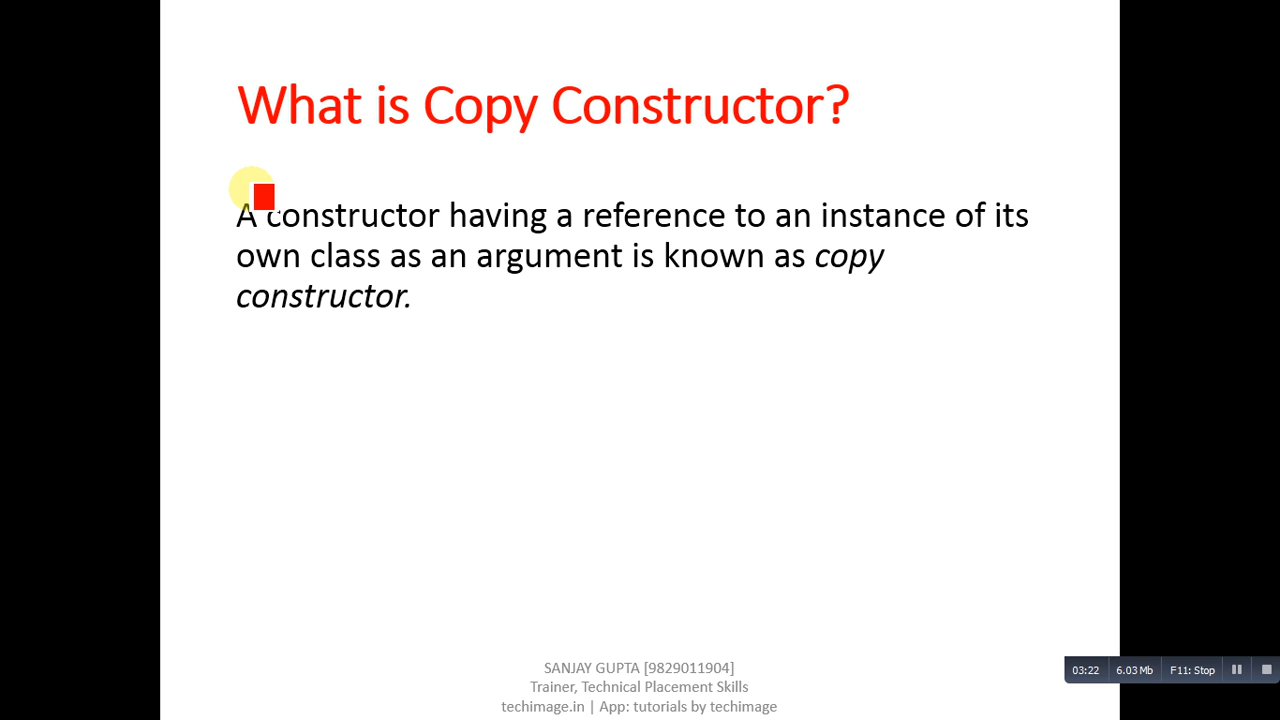 What is Copy Constructor?
A constructor having a reference to an instance of its
own class as an argument is known as copy
constructor.
SANJAY GUPTA [9829011904]
Trainer, Technical Placement Skills
techimage.in | App: tutorials by techimage
03:22 6.03 Mb F11: Stop